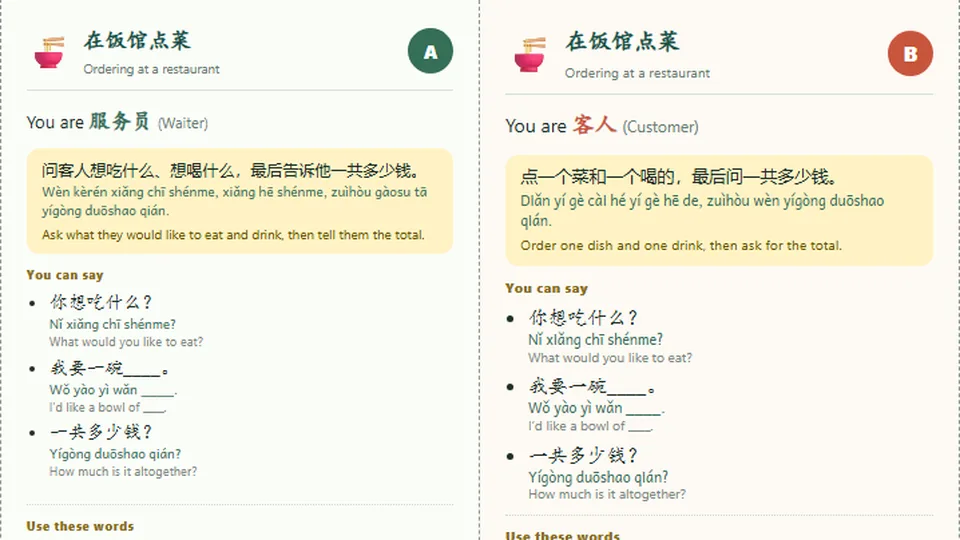 在饭馆点菜
Ordering at a restaurant
A
You are 服务员 (Waiter)
问客人想吃什么、想喝什么，最后告诉他一共多少钱。
Wèn kèrén xiǎng chī shénme, xiǎng hē shénme, zuìhòu gàosu tā
yígòng duōshao qián.
Ask what they would like to eat and drink, then tell them the total.
You can say
• 你想吃什么？
Nǐ xiǎng chī shénme?
What would you like to eat?
• 我要一碗____。
Wǒ yào yì wǎn _____.
I'd like a bowl of ____.
• 一共多少钱？
Yígòng duōshao qián?
How much is it altogether?
Use these words
在饭馆点菜
Ordering at a restaurant
B
You are 客人 (Customer)
点一个菜和一个喝的，最后问一共多少钱。
Diǎn yí gè cài hé yí gè hē de, zuìhòu wèn yígòng duōshao
qián.
Order one dish and one drink, then ask for the total.
You can say
• 你想吃什么？
Nǐ xiǎng chī shénme?
What would you like to eat?
• 我要一碗____。
Wǒ yào yì wǎn _____.
I'd like a bowl of ____.
• 一共多少钱？
Yígòng duōshao qián?
How much is it altogether?
Use these words